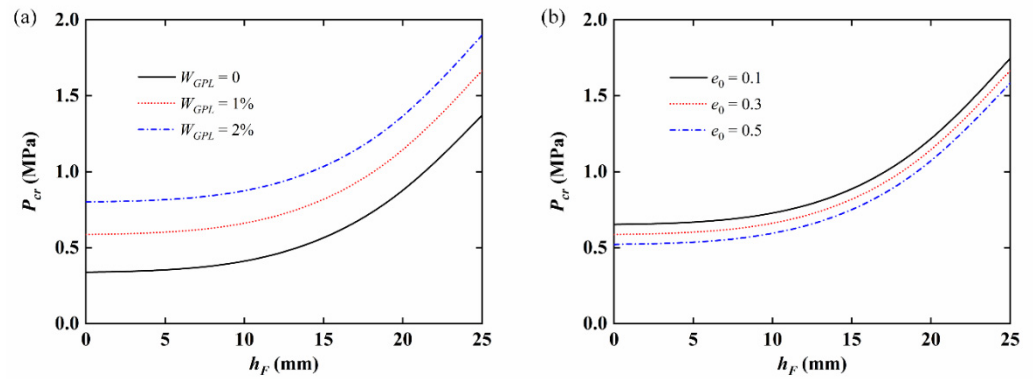 (a)
2.0
1.5
1.0
0.5
0.0
P_cr (MPa)
W_GPL = 0
W_GPL = 1%
W_GPL = 2%
0 5 10 15 20 25
h_F (mm)
(b)
2.0
1.5
1.0
0.5
0.0
P_cr (MPa)
e_0 = 0.1
e_0 = 0.3
e_0 = 0.5
0 5 10 15 20 25
h_F (mm)